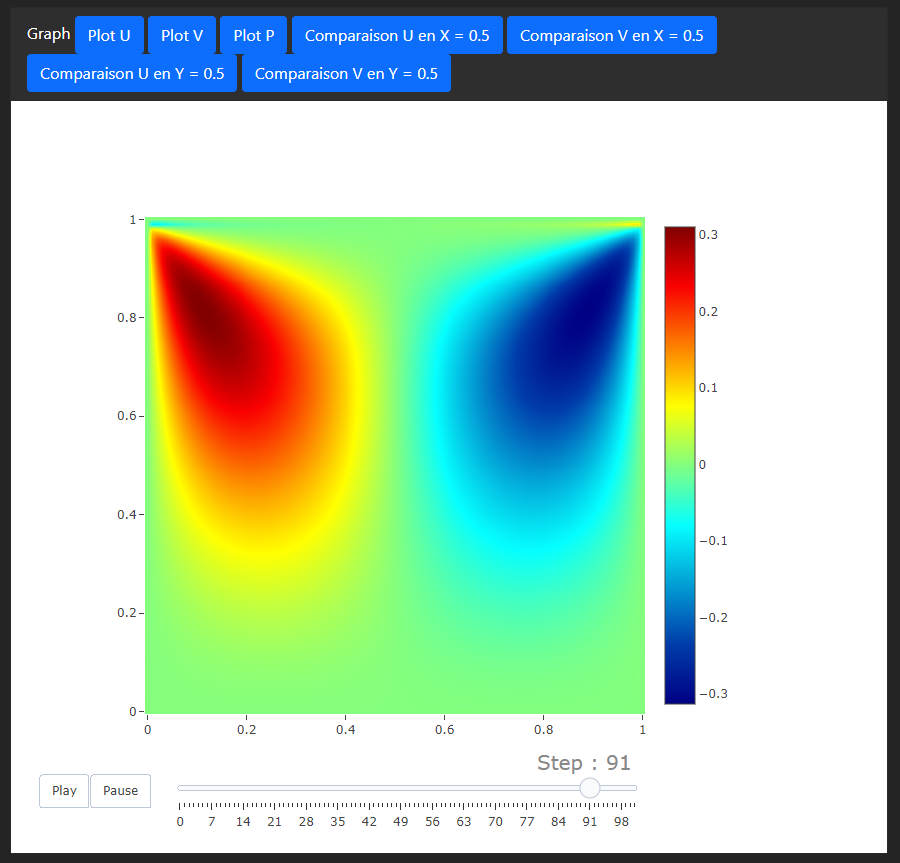 Graph Plot U Plot V Plot P Comparaison U en X = 0.5 Comparaison V en X = 0.5
Comparaison U en Y = 0.5 Comparaison V en Y = 0.5
1
0.8
0.6
0.4
0.2
0
0 0.2 0.4 0.6 0.8 1
0.3
0.2
0.1
0
−0.1
−0.2
−0.3
Step : 91
Play Pause
0 7 14 21 28 35 42 49 56 63 70 77 84 91 98